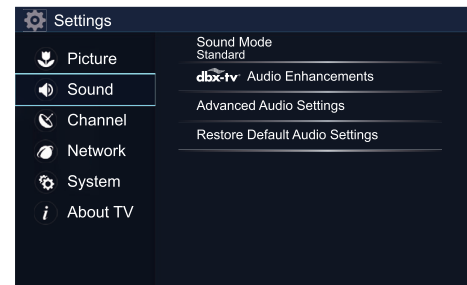 Settings
Picture
Sound
Channel
Network
System
i About TV
Sound Mode
Standard
dbx-tv Audio Enhancements
Advanced Audio Settings
Restore Default Audio Settings